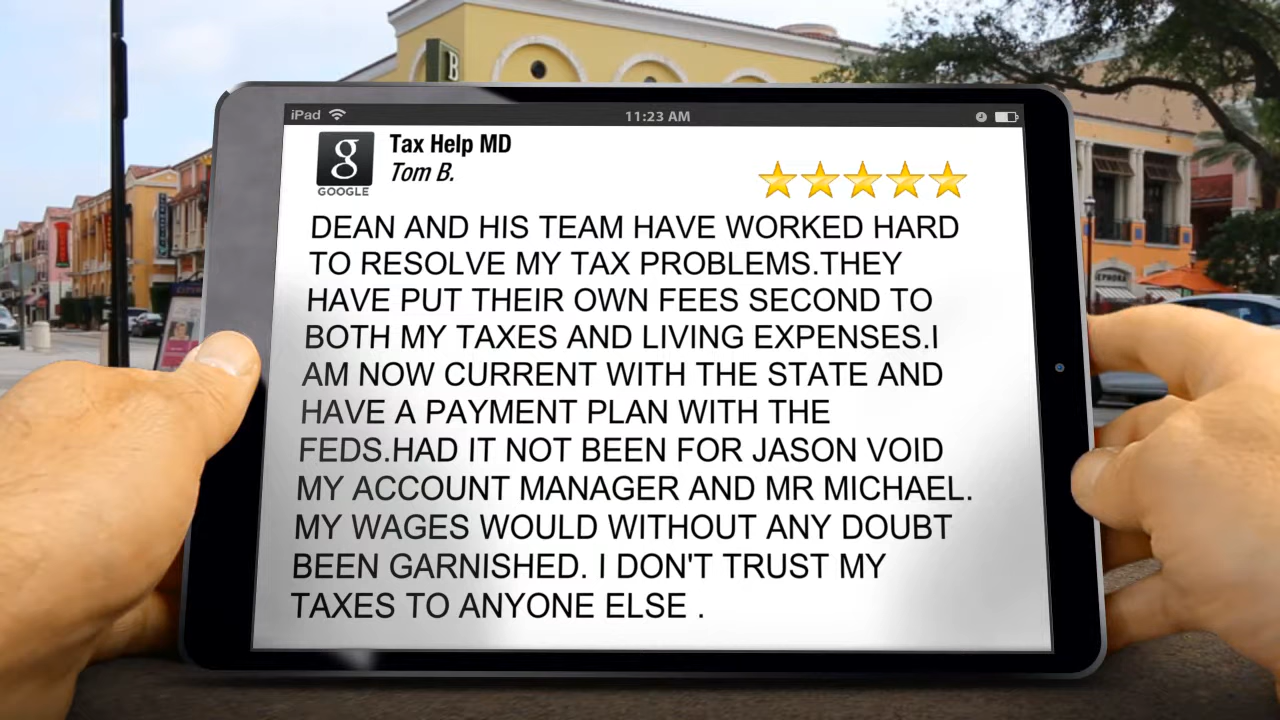 B
iPad
11:23 AM
g
GOOGLE
Tax Help MD
Tom B.
DEAN AND HIS TEAM HAVE WORKED HARD
TO RESOLVE MY TAX PROBLEMS.THEY
HAVE PUT THEIR OWN FEES SECOND TO
BOTH MY TAXES AND LIVING EXPENSES.I
AM NOW CURRENT WITH THE STATE AND
HAVE A PAYMENT PLAN WITH THE
FEDS.HAD IT NOT BEEN FOR JASON VOID
MY ACCOUNT MANAGER AND MR MICHAEL.
MY WAGES WOULD WITHOUT ANY DOUBT
BEEN GARNISHED. I DON'T TRUST MY
TAXES TO ANYONE ELSE .
SEPHORA